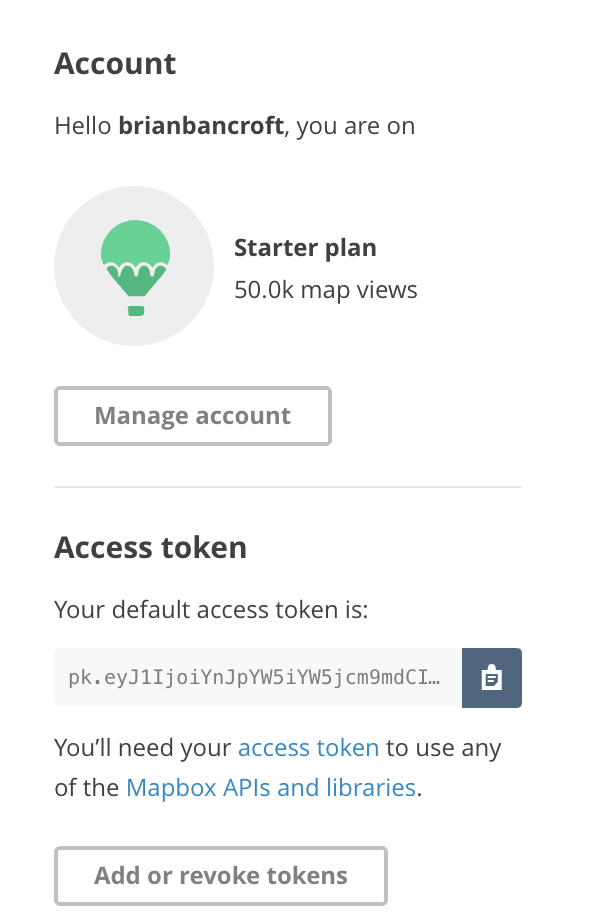 Account
Hello brianbancroft, you are on
Starter plan
50.0k map views
Manage account
Access token
Your default access token is:
pk.eyJ1IjoiYnJpYW5iYW5jcm9mdCI…
You’ll need your access token to use any
of the Mapbox APIs and libraries.
Add or revoke tokens